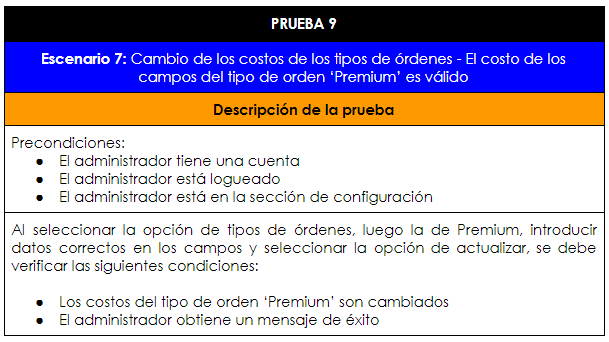 PRUEBA 9
Escenario 7: Cambio de los costos de los tipos de órdenes - El costo de los
campos del tipo de orden ‘Premium’ es válido
Descripción de la prueba
Precondiciones:
● El administrador tiene una cuenta
● El administrador está logueado
● El administrador está en la sección de configuración
Al seleccionar la opción de tipos de órdenes, luego la de Premium, introducir
datos correctos en los campos y seleccionar la opción de actualizar, se debe
verificar las siguientes condiciones:
● Los costos del tipo de orden ‘Premium’ son cambiados
● El administrador obtiene un mensaje de éxito